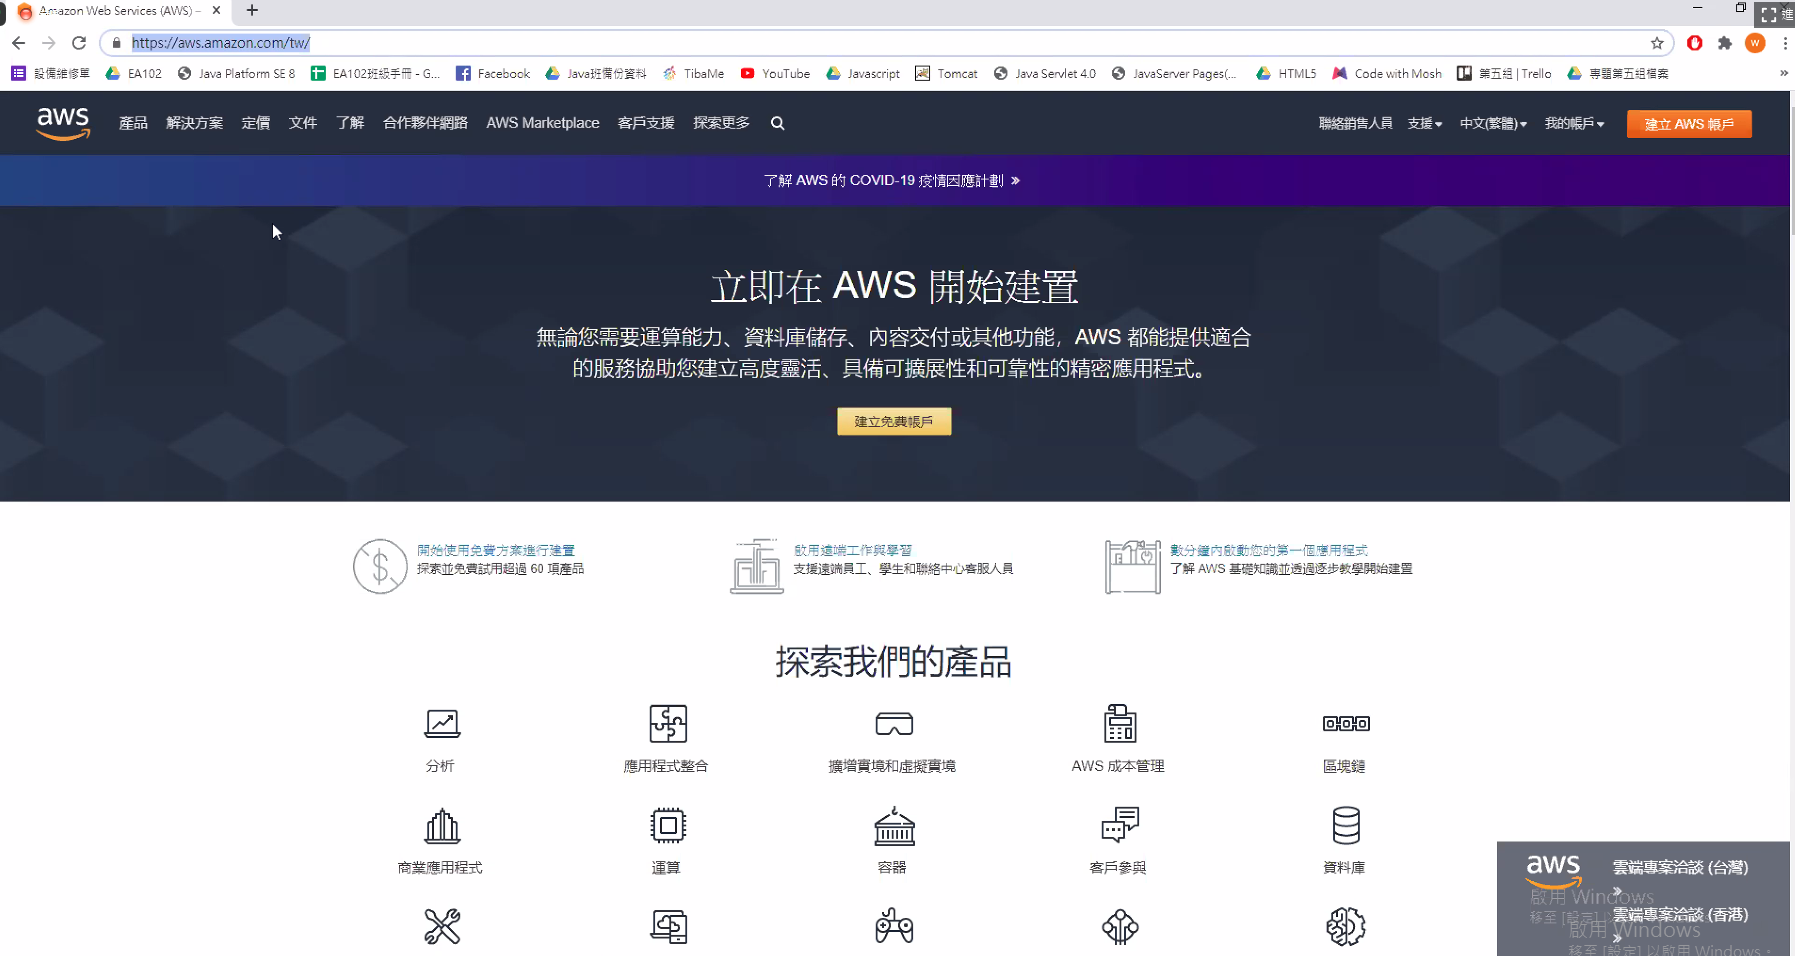 Amazon Web Services (AWS) –
進
https://aws.amazon.com/tw/
W
設備維修單 EA102 Java Platform SE 8 EA102班級手冊 - G... Facebook Java班備份資料 TibaMe YouTube Javascript Tomcat Java Servlet 4.0 JavaServer Pages(... HTML5 Code with Mosh 第五組 | Trello 專題第五組檔案
aws 產品 解決方案 定價 文件 了解 合作夥伴網路 AWS Marketplace 客戶支援 探索更多 聯絡銷售人員 支援 中文(繁體) 我的帳戶 建立 AWS 帳戶
了解 AWS 的 COVID-19 疫情因應計劃 »
立即在 AWS 開始建置
無論您需要運算能力、資料庫儲存、內容交付或其他功能，AWS 都能提供適合
的服務協助您建立高度靈活、具備可擴展性和可靠性的精密應用程式。
建立免費帳戶
開始使用免費方案進行建置
探索並免費試用超過 60 項產品
啟用遠端工作與學習
支援遠端員工、學生和聯絡中心客服人員
數分鐘內啟動您的第一個應用程式
了解 AWS 基礎知識並透過逐步教學開始建置
探索我們的產品
分析 應用程式整合 擴增實境和虛擬實境 AWS 成本管理 區塊鏈
商業應用程式 運算 容器 客戶參與 資料庫
aws 雲端專案洽談 (台灣)
»
啟用 Windows
雲端專案洽談 (香港)
»
移至 [設定] 以
啟用 Windows
移至 [設定] 以啟用 Windows。